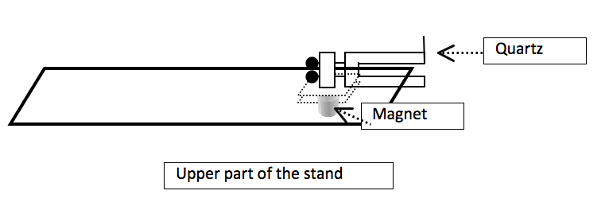 Quartz
Magnet
Upper part of the stand